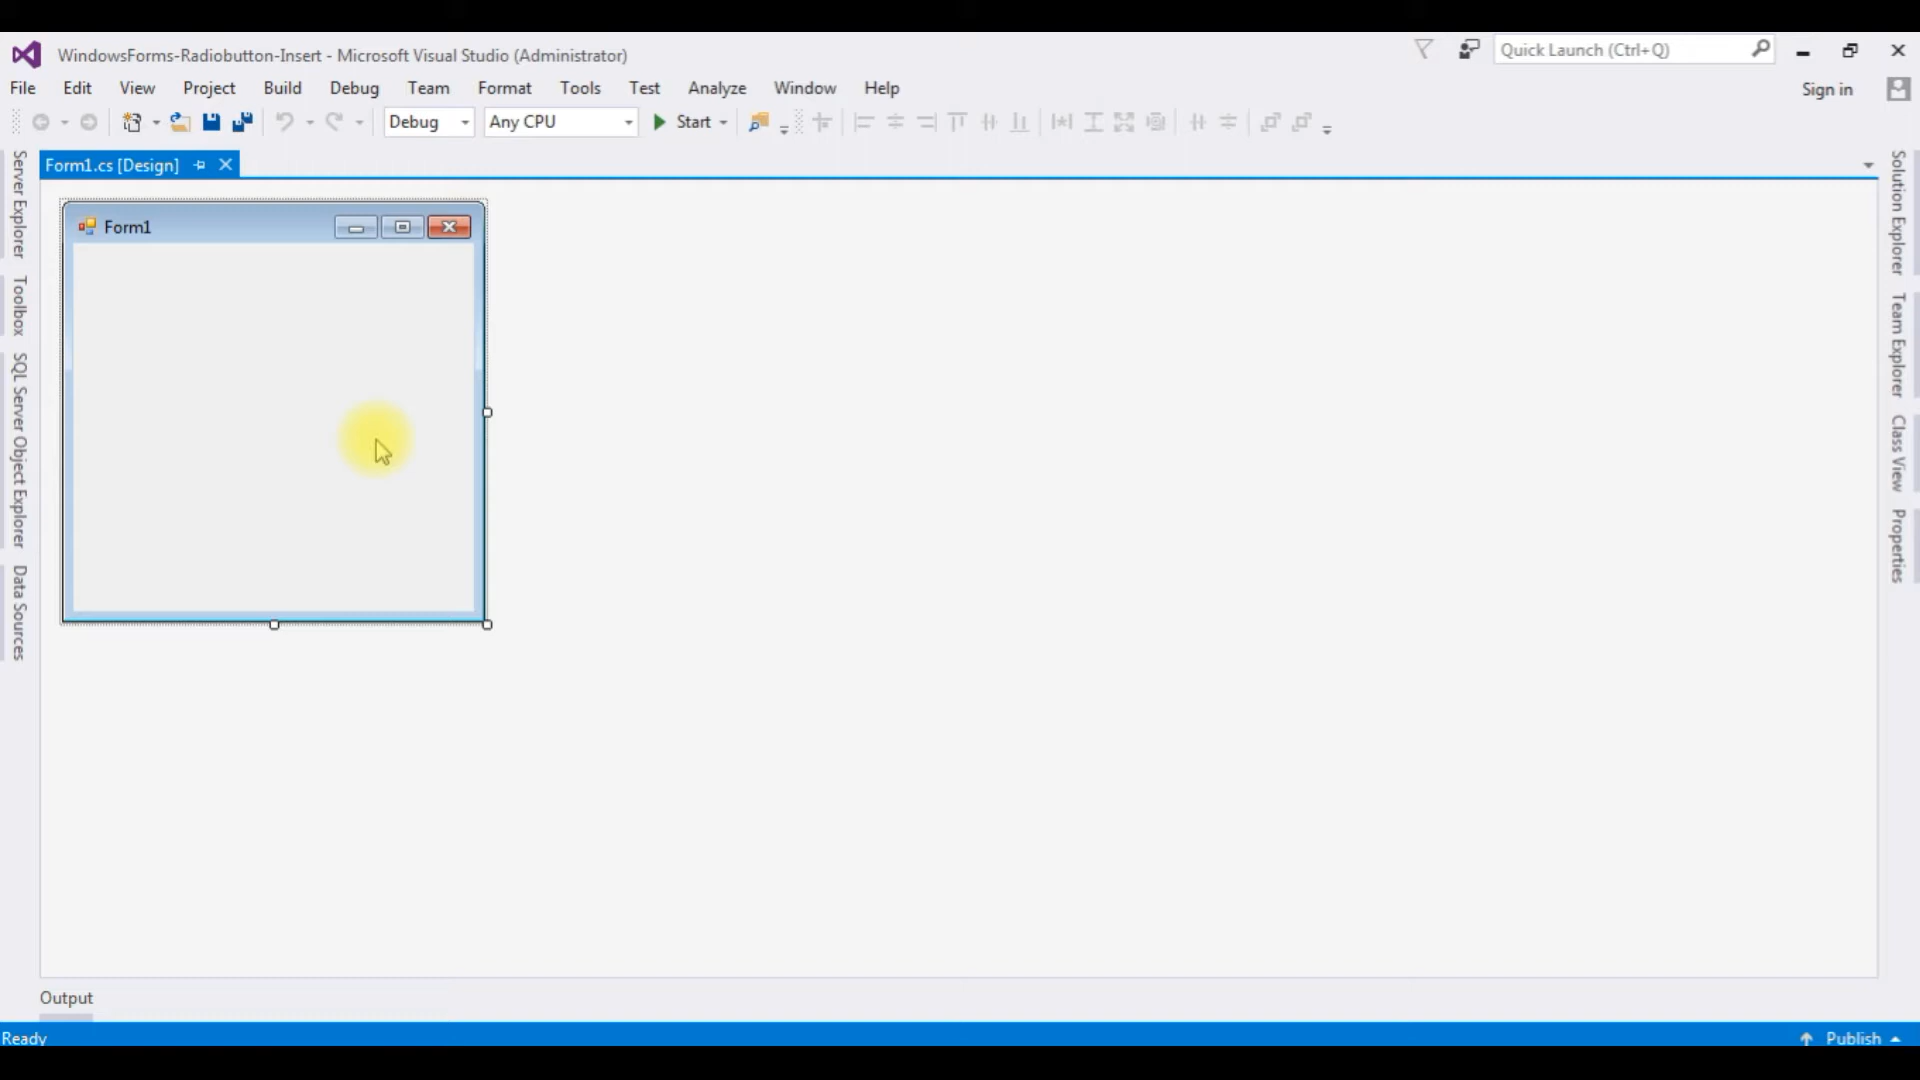 WindowsForms-Radiobutton-Insert - Microsoft Visual Studio (Administrator)
Quick Launch (Ctrl+Q)
File Edit View Project Build Debug Team Format Tools Test Analyze Window Help
Sign in
Debug Any CPU Start
Form1.cs [Design]
Form1
Server Explorer
Toolbox
SQL Server Object Explorer
Data Sources
Solution Explorer
Team Explorer
Class View
Properties
Output
Ready
Publish